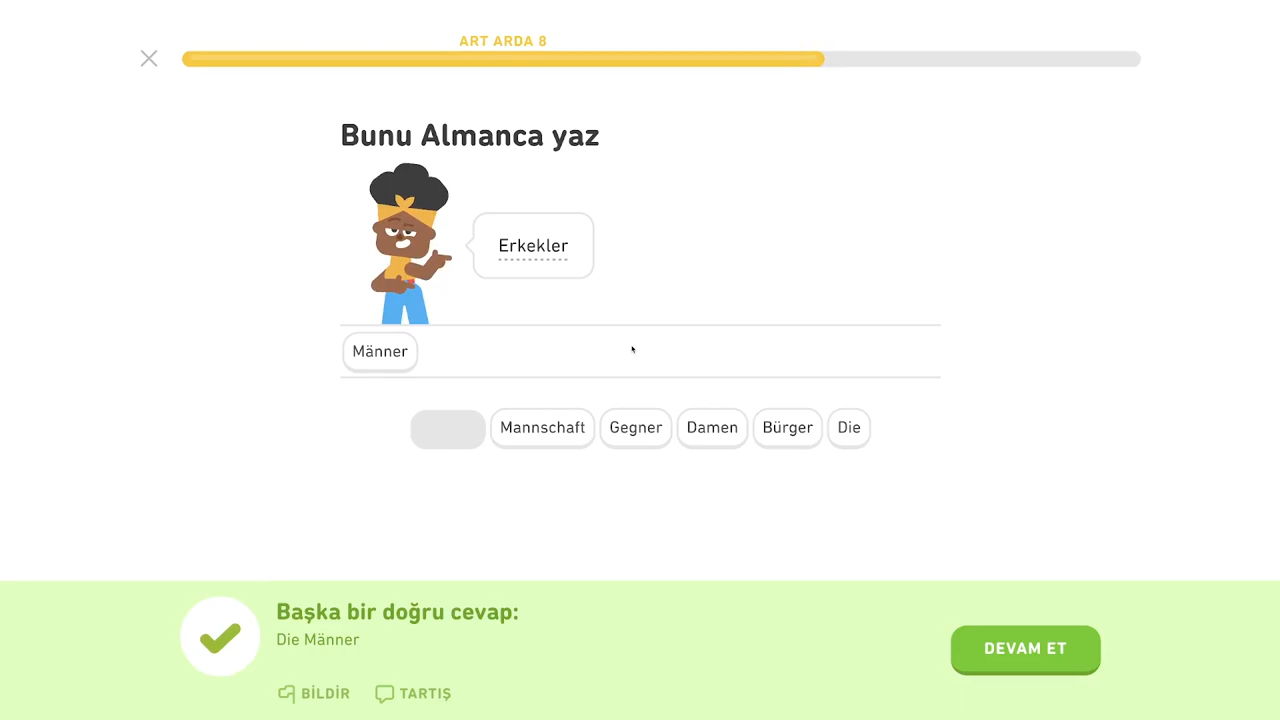 ART ARDA 8
Bunu Almanca yaz
Erkekler
Männer
Mannschaft Gegner Damen Bürger Die
Başka bir doğru cevap:
Die Männer
DEVAM ET
BİLDİR TARTIŞ